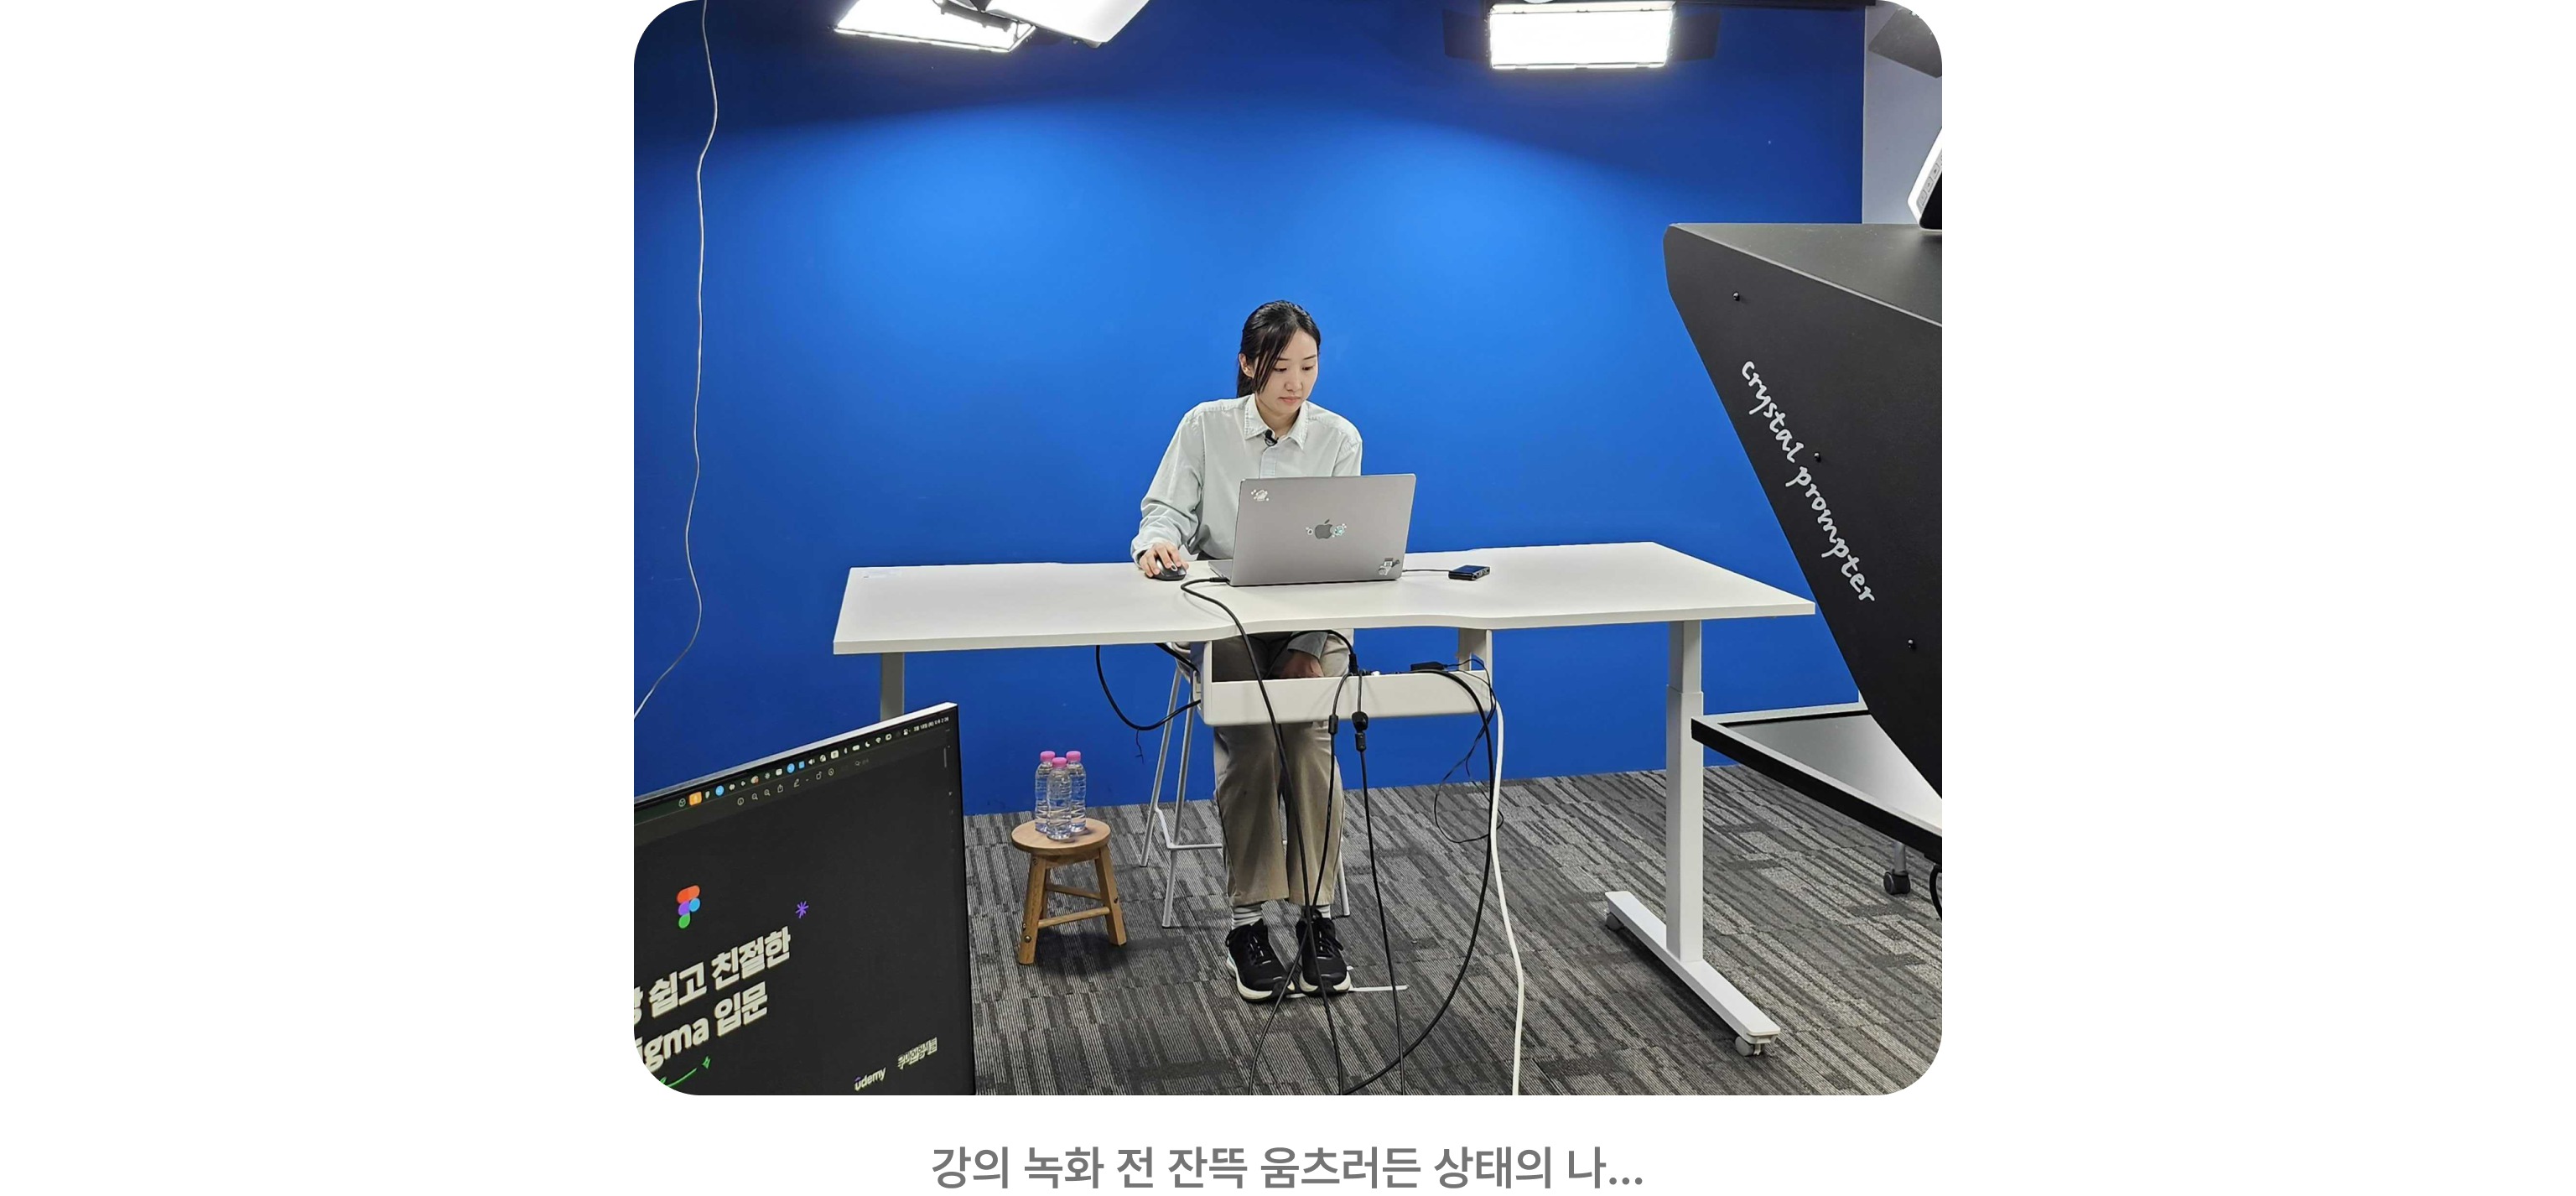 crystal prompter
쉽고 친절한
igma 입문
ûdemy
강의 녹화 전 잔뜩 움츠러든 상태의 나...